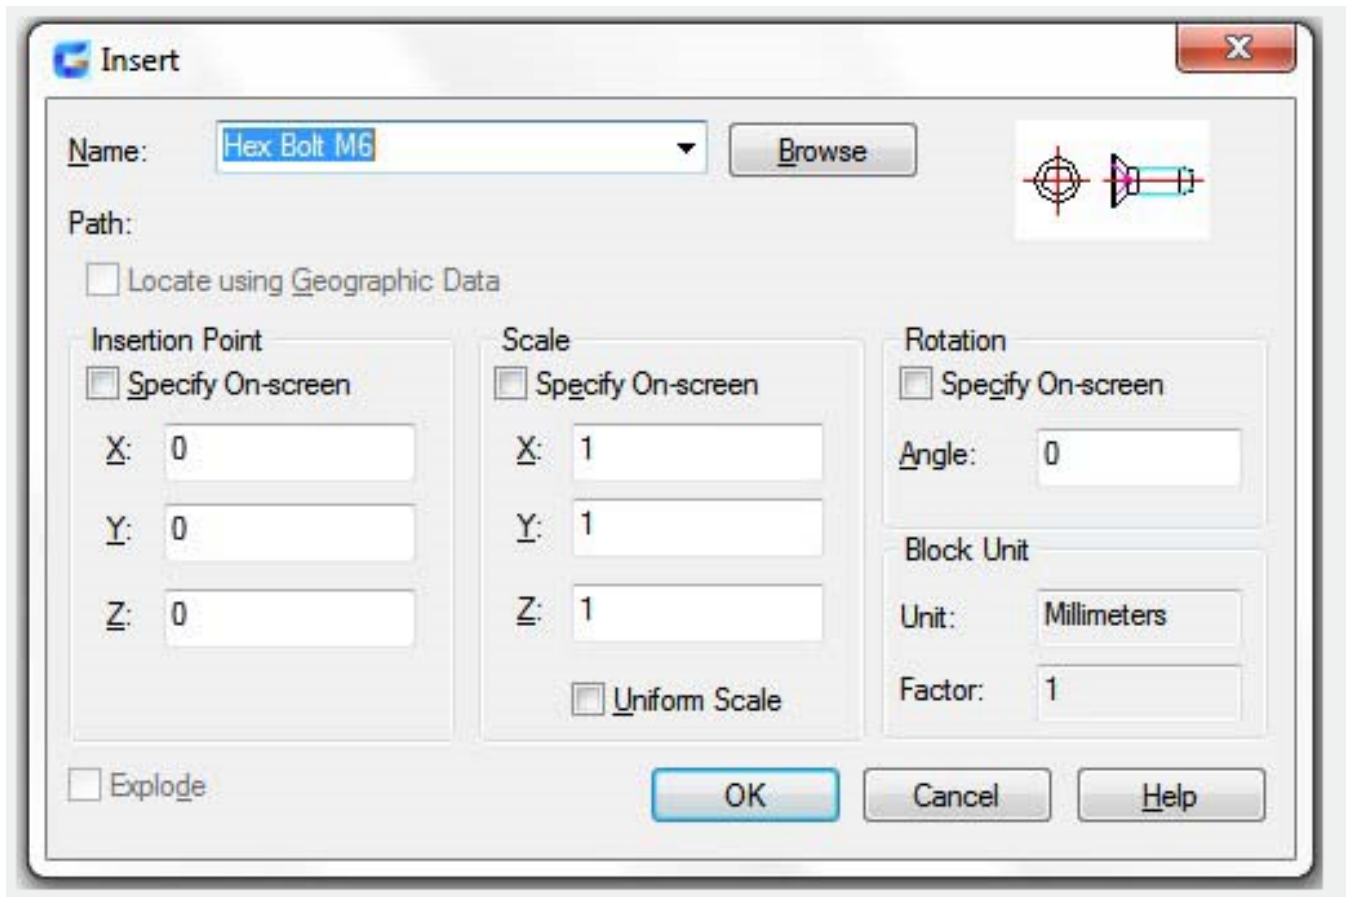 Insert
Name: Hex Bolt M6 Browse
Path:
Locate using Geographic Data
Insertion Point
Specify On-screen
X: 0
Y: 0
Z: 0
Scale
Specify On-screen
X: 1
Y: 1
Z: 1
Uniform Scale
Rotation
Specify On-screen
Angle: 0
Block Unit
Unit: Millimeters
Factor: 1
Explode
OK Cancel Help